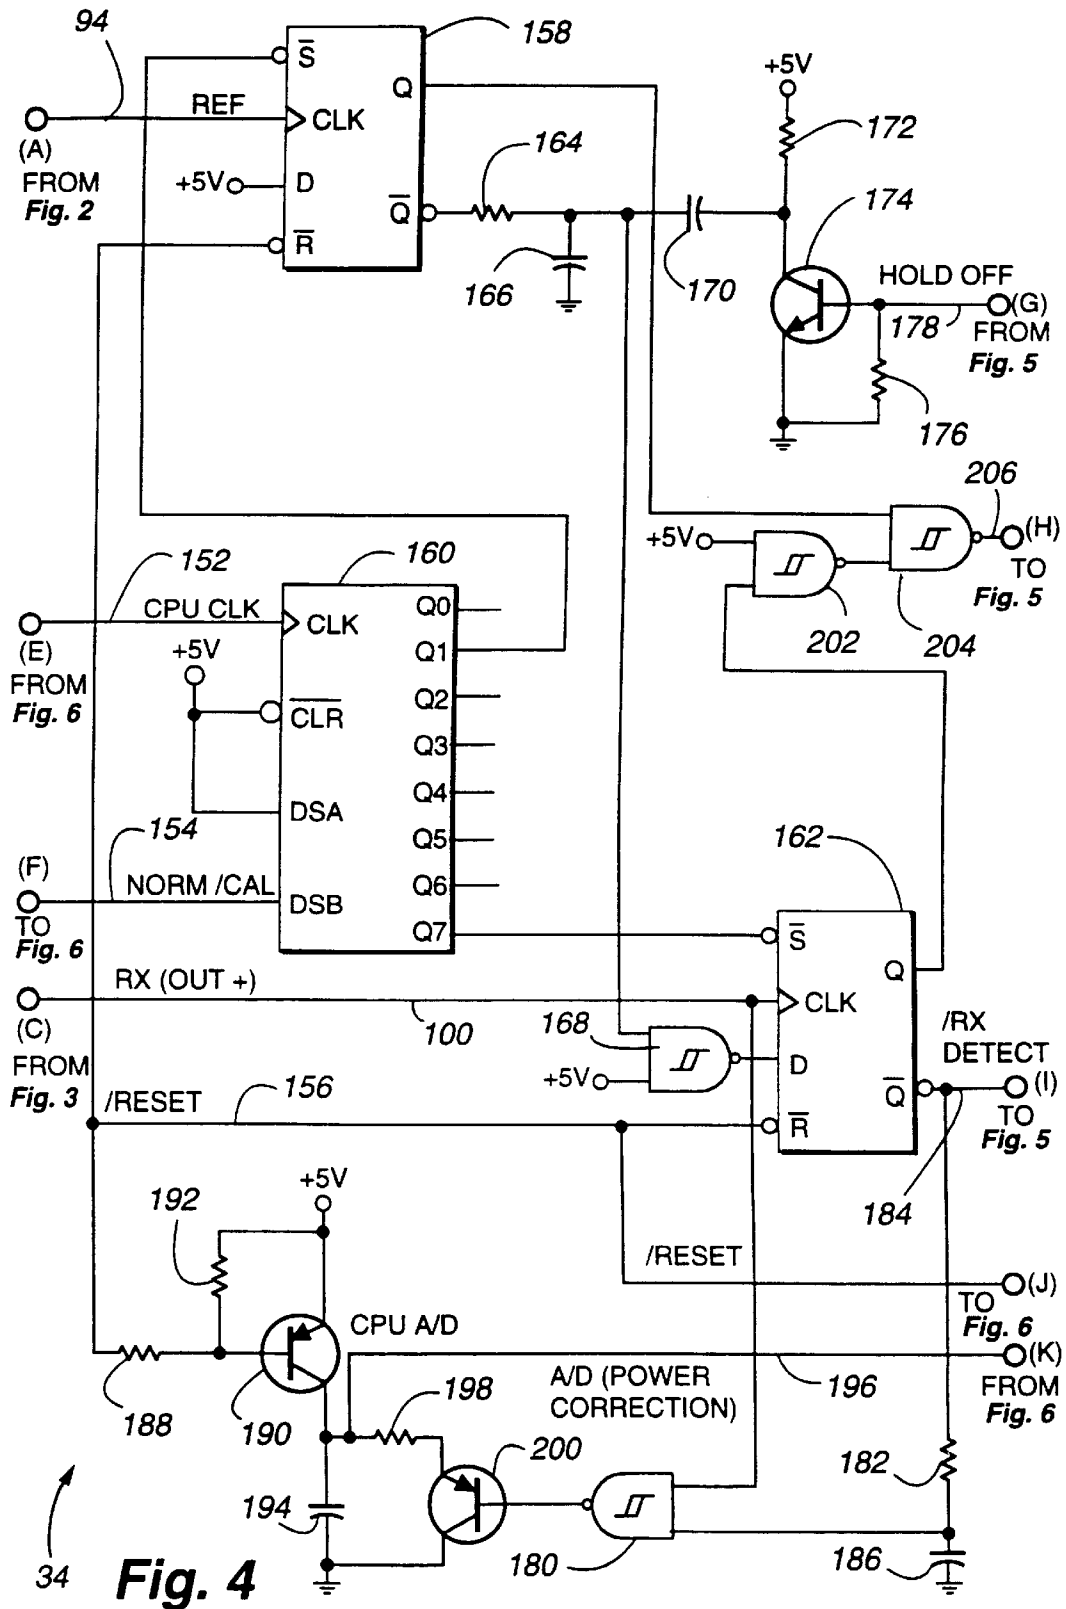 94
158
S
Q
+5V
REF
CLK
164
172
(A)
FROM
Fig. 2
+5V
D
174
Q
R
HOLD OFF
(G)
166
170
178
FROM
Fig. 5
176
206
(H)
+5V
152
160
TO
Fig. 5
CPU CLK
Q0
CLK
202
204
(E)
+5V
Q1
FROM
Fig. 6
Q2
CLR
Q3
Q4
DSA
154
Q5
162
(F)
NORM /CAL
Q6
DSB
TO
Fig. 6
Q7
S
RX (OUT +)
Q
CLK
(C)
100
168
/RX
DETECT
FROM
Fig. 3
+5V
D
Q
(I)
/RESET
156
R
TO
Fig. 5
+5V
192
184
/RESET
(J)
TO
Fig. 6
CPU A/D
(K)
A/D (POWER
CORRECTION)
196
FROM
Fig. 6
188
190
198
200
182
194
180
186
34
Fig. 4